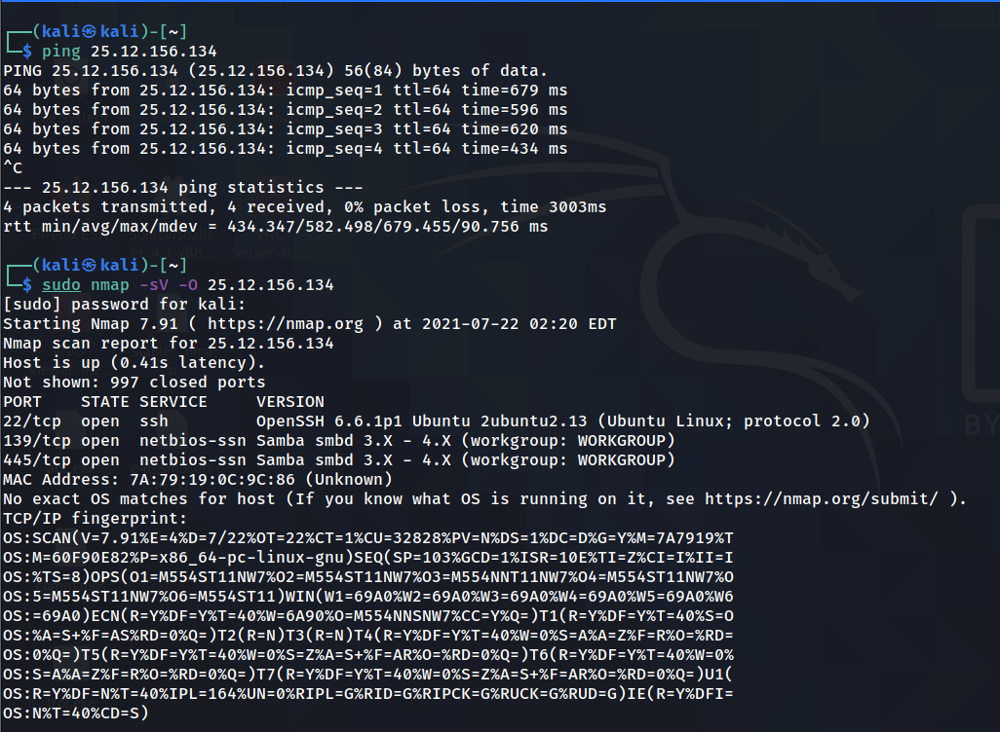 ┌──(kali㉿kali)-[~]
└─$ ping 25.12.156.134
PING 25.12.156.134 (25.12.156.134) 56(84) bytes of data.
64 bytes from 25.12.156.134: icmp_seq=1 ttl=64 time=679 ms
64 bytes from 25.12.156.134: icmp_seq=2 ttl=64 time=596 ms
64 bytes from 25.12.156.134: icmp_seq=3 ttl=64 time=620 ms
64 bytes from 25.12.156.134: icmp_seq=4 ttl=64 time=434 ms
^C
--- 25.12.156.134 ping statistics ---
4 packets transmitted, 4 received, 0% packet loss, time 3003ms
rtt min/avg/max/mdev = 434.347/582.498/679.455/90.756 ms
┌──(kali㉿kali)-[~]
└─$ sudo nmap -sV -O 25.12.156.134
[sudo] password for kali:
Starting Nmap 7.91 ( https://nmap.org ) at 2021-07-22 02:20 EDT
Nmap scan report for 25.12.156.134
Host is up (0.41s latency).
Not shown: 997 closed ports
PORT    STATE SERVICE     VERSION
22/tcp  open  ssh         OpenSSH 6.6.1p1 Ubuntu 2ubuntu2.13 (Ubuntu Linux; protocol 2.0)
139/tcp open  netbios-ssn Samba smbd 3.X - 4.X (workgroup: WORKGROUP)
445/tcp open  netbios-ssn Samba smbd 3.X - 4.X (workgroup: WORKGROUP)
MAC Address: 7A:79:19:0C:9C:86 (Unknown)
No exact OS matches for host (If you know what OS is running on it, see https://nmap.org/submit/ ).
TCP/IP fingerprint:
OS:SCAN(V=7.91%E=4%D=7/22%OT=22%CT=1%CU=32828%PV=N%DS=1%DC=D%G=Y%M=7A7919%T
OS:M=60F90E82%P=x86_64-pc-linux-gnu)SEQ(SP=103%GCD=1%ISR=10E%TI=Z%CI=I%II=I
OS:%TS=8)OPS(O1=M554ST11NW7%O2=M554ST11NW7%O3=M554NNT11NW7%O4=M554ST11NW7%O
OS:5=M554ST11NW7%O6=M554ST11)WIN(W1=69A0%W2=69A0%W3=69A0%W4=69A0%W5=69A0%W6
OS:=69A0)ECN(R=Y%DF=Y%T=40%W=6A90%O=M554NNSNW7%CC=Y%Q=)T1(R=Y%DF=Y%T=40%S=O
OS:%A=S+%F=AS%RD=0%Q=)T2(R=N)T3(R=N)T4(R=Y%DF=Y%T=40%W=0%S=A%A=Z%F=R%O=%RD=
OS:0%Q=)T5(R=Y%DF=Y%T=40%W=0%S=Z%A=S+%F=AR%O=%RD=0%Q=)T6(R=Y%DF=Y%T=40%W=0%
OS:S=A%A=Z%F=R%O=%RD=0%Q=)T7(R=Y%DF=Y%T=40%W=0%S=Z%A=S+%F=AR%O=%RD=0%Q=)U1(
OS:R=Y%DF=N%T=40%IPL=164%UN=0%RIPL=G%RID=G%RIPCK=G%RUCK=G%RUD=G)IE(R=Y%DFI=
OS:N%T=40%CD=S)